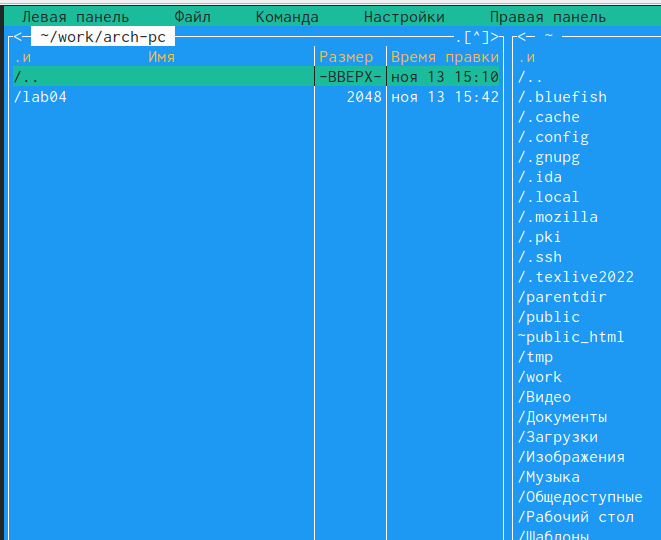 Левая панель Файл Команда Настройки Правая панель
<─ ~/work/arch-pc .[^]>
.и Имя Размер Время правки
/.. -ВВЕРХ- ноя 13 15:10
/lab04 2048 ноя 13 15:42
<─ ~
.и
/..
/.bluefish
/.cache
/.config
/.gnupg
/.ida
/.local
/.mozilla
/.pki
/.ssh
/.texlive2022
/parentdir
/public
~public_html
/tmp
/work
/Видео
/Документы
/Загрузки
/Изображения
/Музыка
/Общедоступные
/Рабочий стол
/Шаблоны